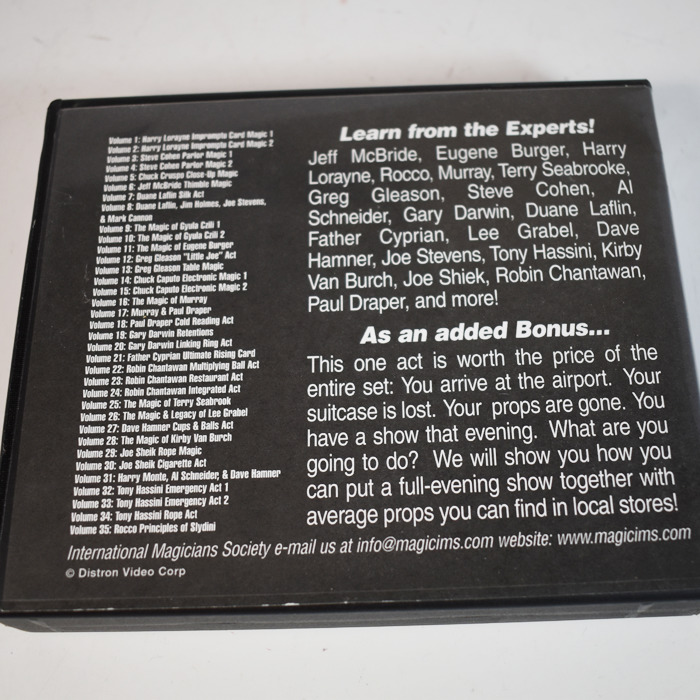 Volume 1: Harry Lorayne Impromptu Card Magic 1
Volume 2: Harry Lorayne Impromptu Card Magic 2
Volume 3: Steve Cohen Parlor Magic 1
Volume 4: Steve Cohen Parlor Magic 2
Volume 5: Chuck Crespo Close-Up Magic
Volume 6: Jeff McBride Thimble Magic
Volume 7: Duane Laflin Silk Act
Volume 8: Duane Laflin, Jim Holmes, Joe Stevens,
& Mark Cannon
Volume 9: The Magic of Gyula Czili 1
Volume 10: The Magic of Gyula Czili 2
Volume 11: The Magic of Eugene Burger
Volume 12: Greg Gleason "Little Joe" Act
Volume 13: Greg Gleason Table Magic
Volume 14: Chuck Caputo Electronic Magic 1
Volume 15: Chuck Caputo Electronic Magic 2
Volume 16: The Magic of Murray
Volume 17: Murray & Paul Draper
Volume 18: Paul Draper Cold Reading Act
Volume 19: Gary Darwin Retentions
Volume 20: Gary Darwin Linking Ring Act
Volume 21: Father Cyprian Ultimate Rising Card
Volume 22: Robin Chantawan Multiplying Ball Act
Volume 23: Robin Chantawan Restaurant Act
Volume 24: Robin Chantawan Integrated Act
Volume 25: The Magic of Terry Seabrook
Volume 26: The Magic & Legacy of Lee Grabel
Volume 27: Dave Hamner Cups & Balls Act
Volume 28: The Magic of Kirby Van Burch
Volume 29: Joe Sheik Rope Magic
Volume 30: Joe Sheik Cigarette Act
Volume 31: Harry Monte, Al Schneider, & Dave Hamner
Volume 32: Tony Hassini Emergency Act 1
Volume 33: Tony Hassini Emergency Act 2
Volume 34: Tony Hassini Rope Act
Volume 35: Rocco Principles of Slydini
Learn from the Experts!
Jeff McBride, Eugene Burger, Harry
Lorayne, Rocco, Murray, Terry Seabrooke,
Greg Gleason, Steve Cohen, Al
Schneider, Gary Darwin, Duane Laflin,
Father Cyprian, Lee Grabel, Dave
Hamner, Joe Stevens, Tony Hassini, Kirby
Van Burch, Joe Shiek, Robin Chantawan,
Paul Draper, and more!
As an added Bonus...
This one act is worth the price of the
entire set: You arrive at the airport. Your
suitcase is lost. Your props are gone. You
have a show that evening. What are you
going to do? We will show you how you
can put a full-evening show together with
average props you can find in local stores!
International Magicians Society e-mail us at info@magicims.com website: www.magicims.com
© Distron Video Corp